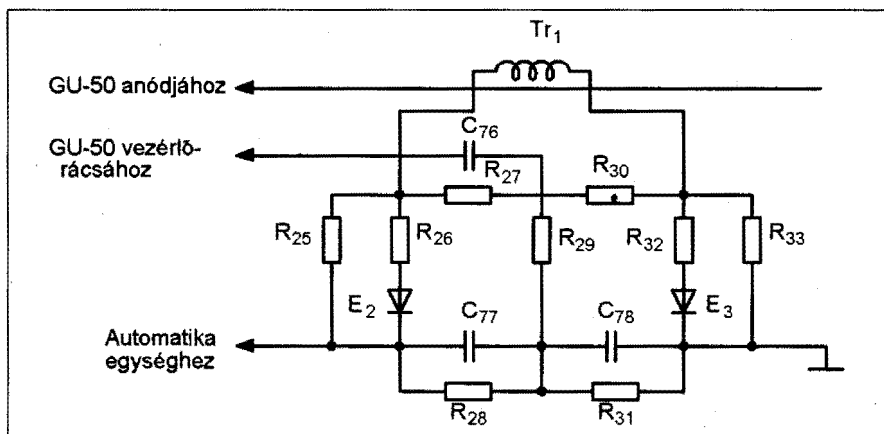 Tr1
GU-50 anódjához
C76
GU-50 vezérlő-
rácsához
R27
R30
R25
R26
R29
R32
R33
E2
C77
C78
E3
Automatika
egységhez
R28
R31